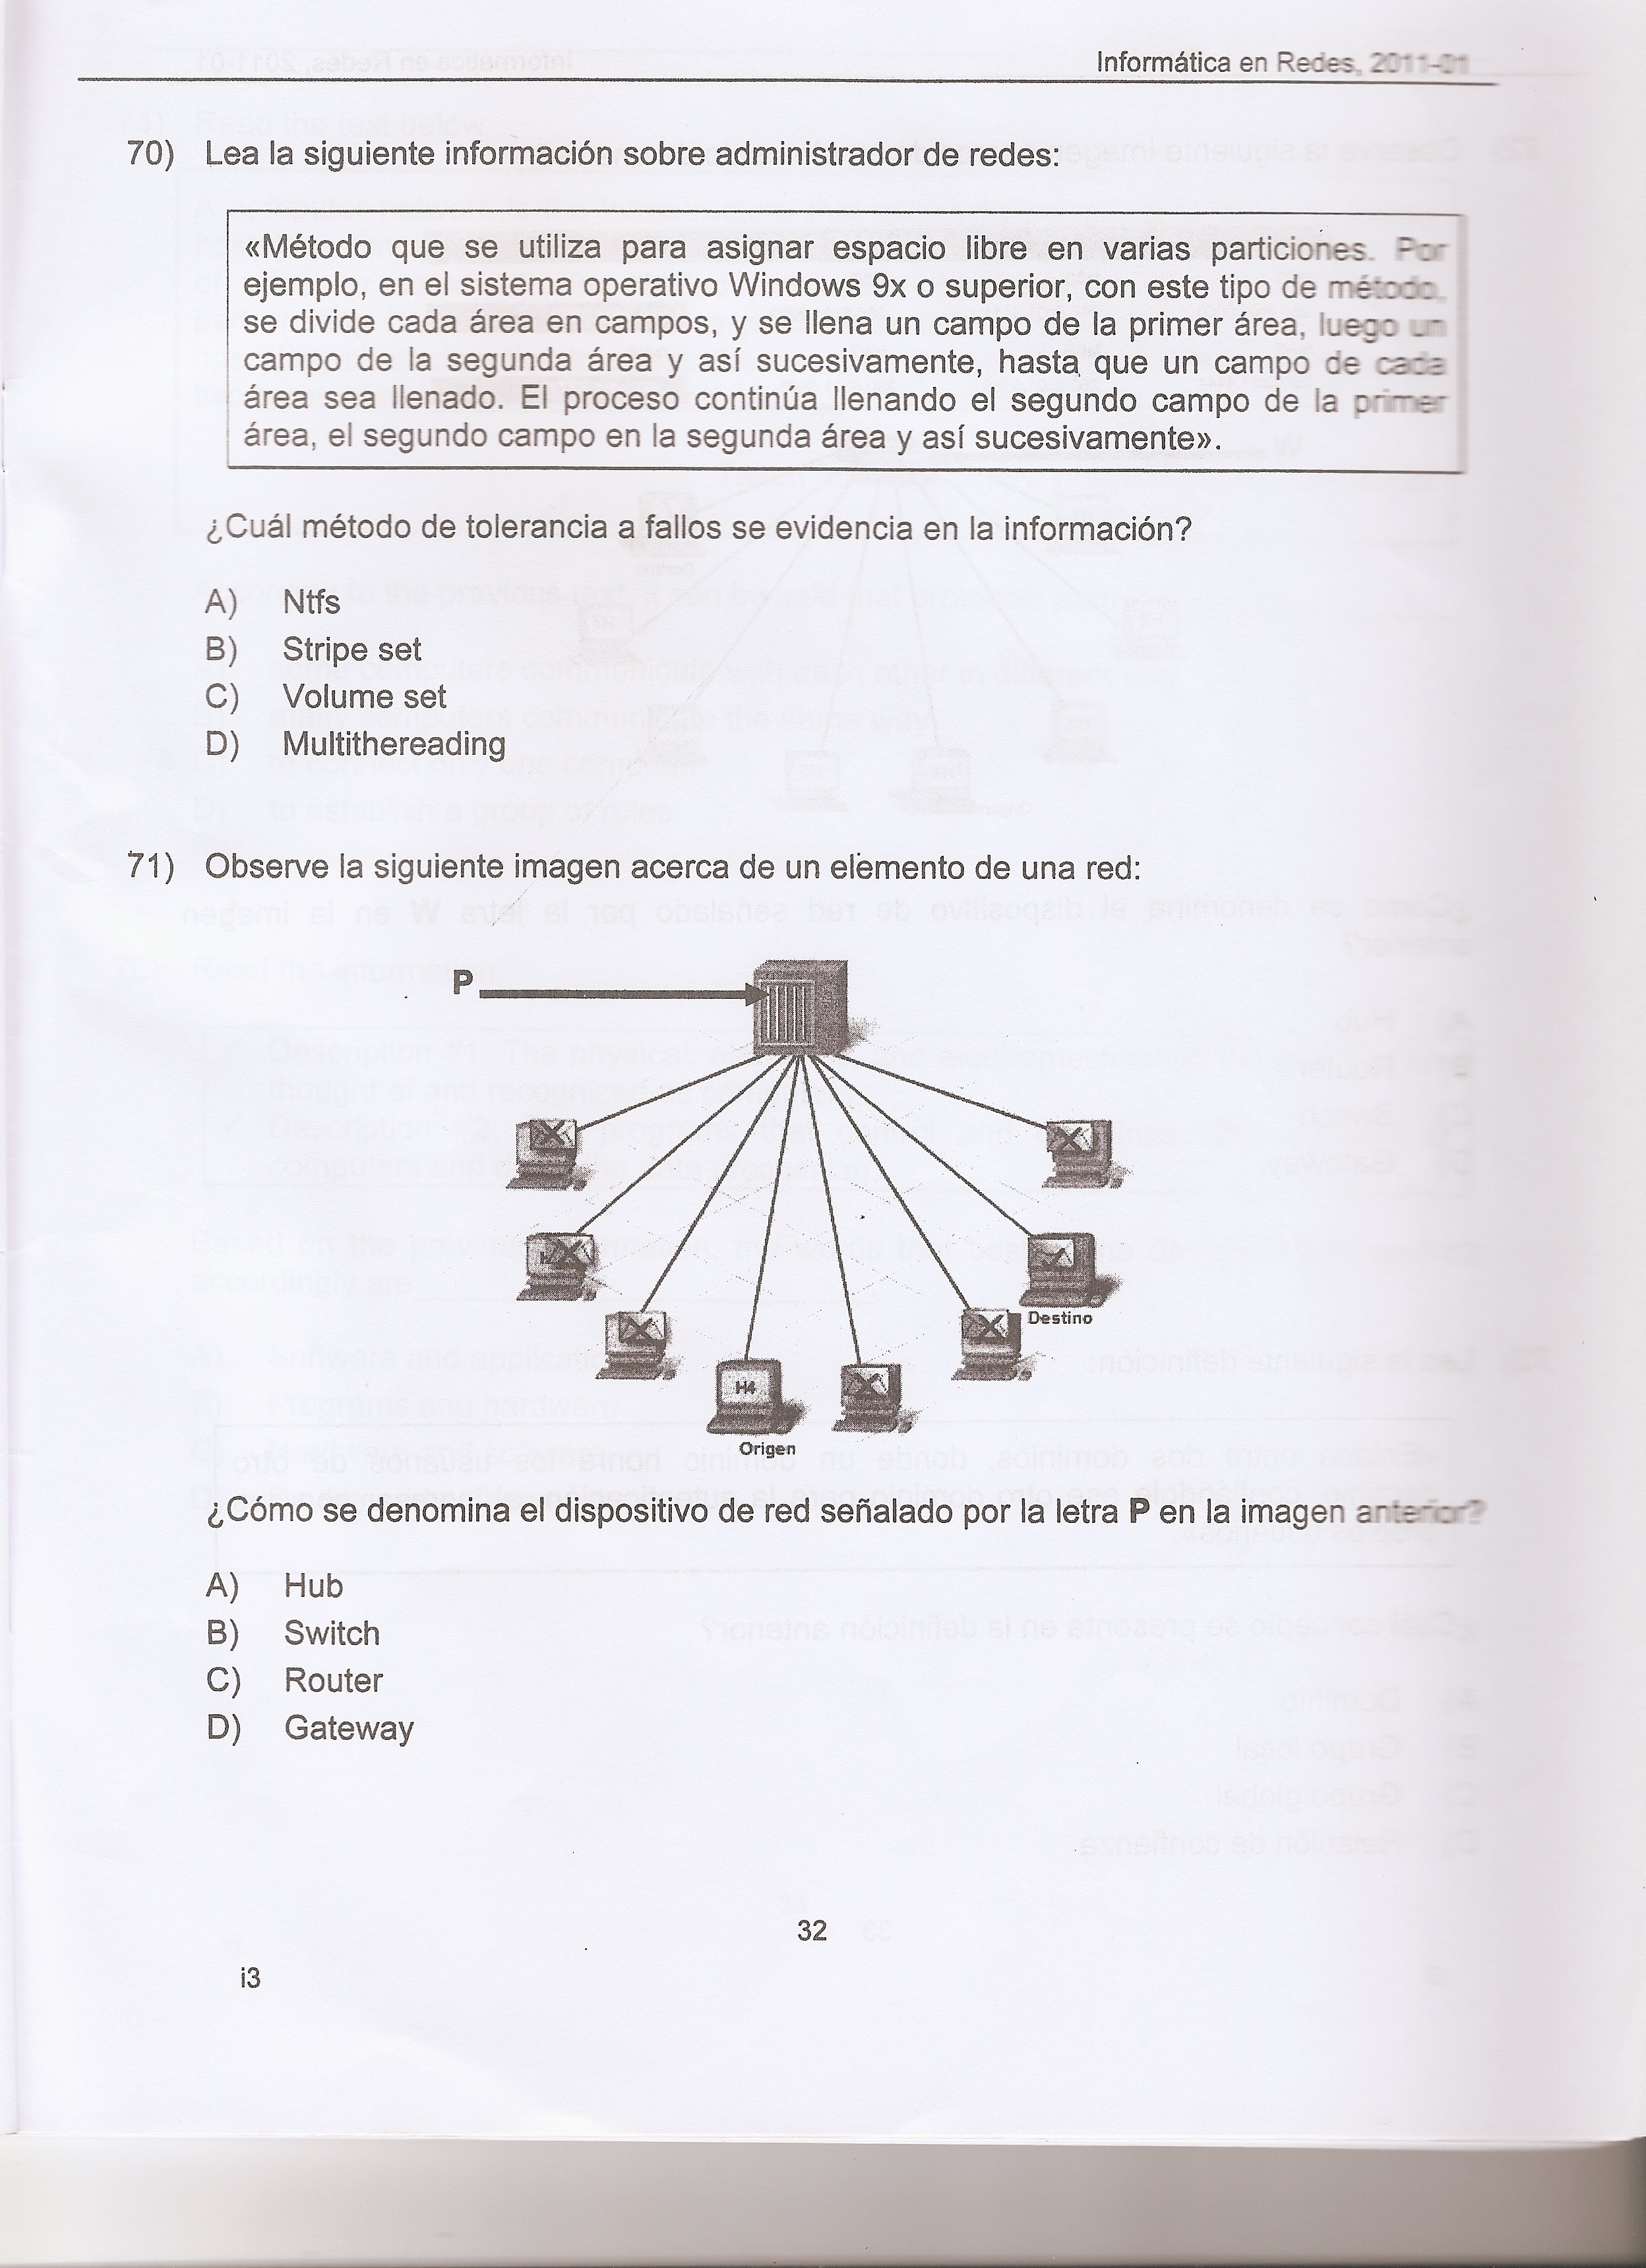 Informática en Redes, 2011-01
70) Lea la siguiente información sobre administrador de redes:
«Método que se utiliza para asignar espacio libre en varias particiones. Por
ejemplo, en el sistema operativo Windows 9x o superior, con este tipo de método,
se divide cada área en campos, y se llena un campo de la primer área, luego un
campo de la segunda área y así sucesivamente, hasta que un campo de cada
área sea llenado. El proceso continúa llenando el segundo campo de la primer
área, el segundo campo en la segunda área y así sucesivamente».
¿Cuál método de tolerancia a fallos se evidencia en la información?
A) Ntfs
B) Stripe set
C) Volume set
D) Multithereading
71) Observe la siguiente imagen acerca de un elemento de una red:
P
Destino
H4
Origen
¿Cómo se denomina el dispositivo de red señalado por la letra P en la imagen anterior?
A) Hub
B) Switch
C) Router
D) Gateway
32
i3